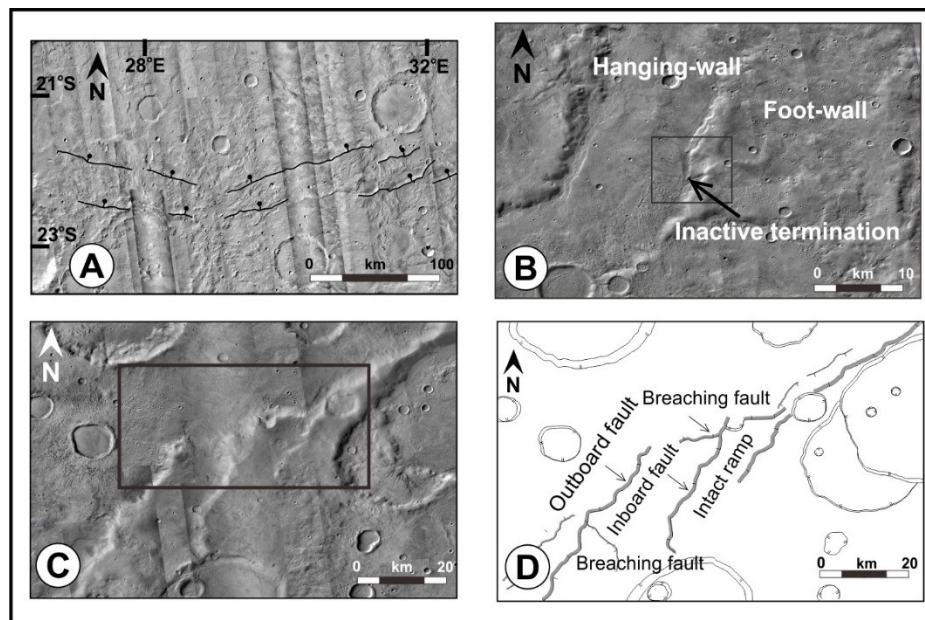 28°E
32°E
21°S
N
23°S
A
km
0
100
N
Hanging-wall
Foot-wall
Inactive termination
B
km
0
10
N
C
km
0
20
N
Breaching fault
Outboard fault
Inboard fault
Intact ramp
Breaching fault
D
0
km
20